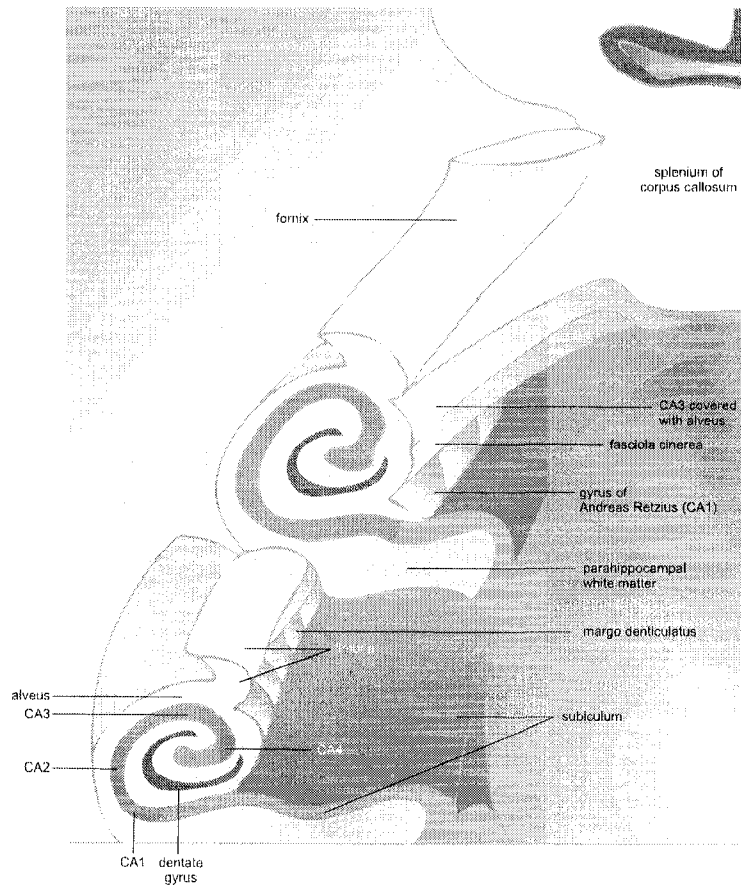 splenium of
corpus callosum
fornix
CA3 covered
with alveus
fasciola cinerea
gyrus of
Andreas Retzius (CA1)
parahippocampal
white matter
margo denticulatus
alveus
CA3
subiculum
CA4
CA2
CA1
dentate
gyrus